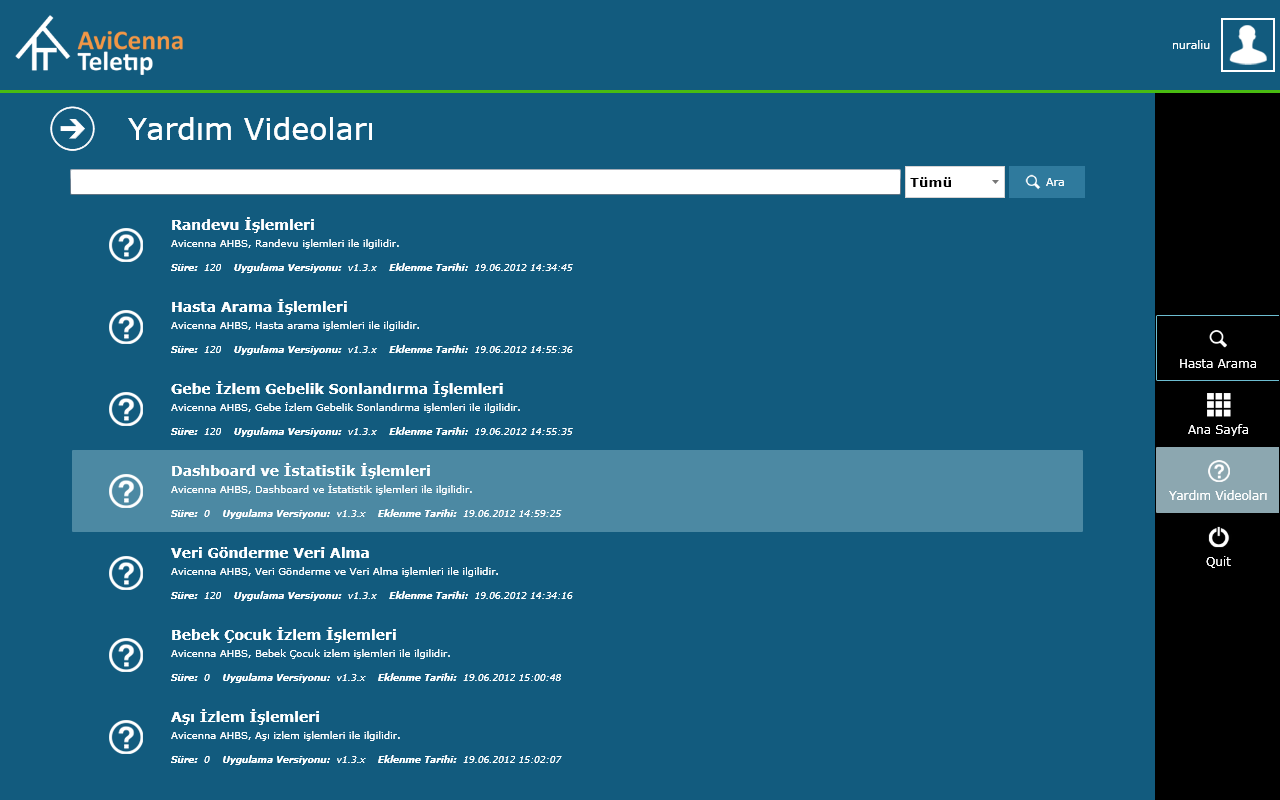 AviCenna
Teletıp
nuraliu
Yardım Videoları
Tümü
Ara
Randevu İşlemleri
Avicenna AHBS, Randevu işlemleri ile ilgilidir.
Süre: 120 Uygulama Versiyonu: v1.3.x Eklenme Tarihi: 19.06.2012 14:34:45
Hasta Arama İşlemleri
Avicenna AHBS, Hasta arama işlemleri ile ilgilidir.
Süre: 120 Uygulama Versiyonu: v1.3.x Eklenme Tarihi: 19.06.2012 14:55:36
Gebe İzlem Gebelik Sonlandırma İşlemleri
Avicenna AHBS, Gebe İzlem Gebelik Sonlandırma işlemleri ile ilgilidir.
Süre: 120 Uygulama Versiyonu: v1.3.x Eklenme Tarihi: 19.06.2012 14:55:35
Dashboard ve İstatistik İşlemleri
Avicenna AHBS, Dashboard ve İstatistik işlemleri ile ilgilidir.
Süre: 0 Uygulama Versiyonu: v1.3.x Eklenme Tarihi: 19.06.2012 14:59:25
Veri Gönderme Veri Alma
Avicenna AHBS, Veri Gönderme ve Veri Alma işlemleri ile ilgilidir.
Süre: 120 Uygulama Versiyonu: v1.3.x Eklenme Tarihi: 19.06.2012 14:34:16
Bebek Çocuk İzlem İşlemleri
Avicenna AHBS, Bebek Çocuk izlem işlemleri ile ilgilidir.
Süre: 0 Uygulama Versiyonu: v1.3.x Eklenme Tarihi: 19.06.2012 15:00:48
Aşı İzlem İşlemleri
Avicenna AHBS, Aşı izlem işlemleri ile ilgilidir.
Süre: 0 Uygulama Versiyonu: v1.3.x Eklenme Tarihi: 19.06.2012 15:02:07
Hasta Arama
Ana Sayfa
Yardım Videoları
Quit